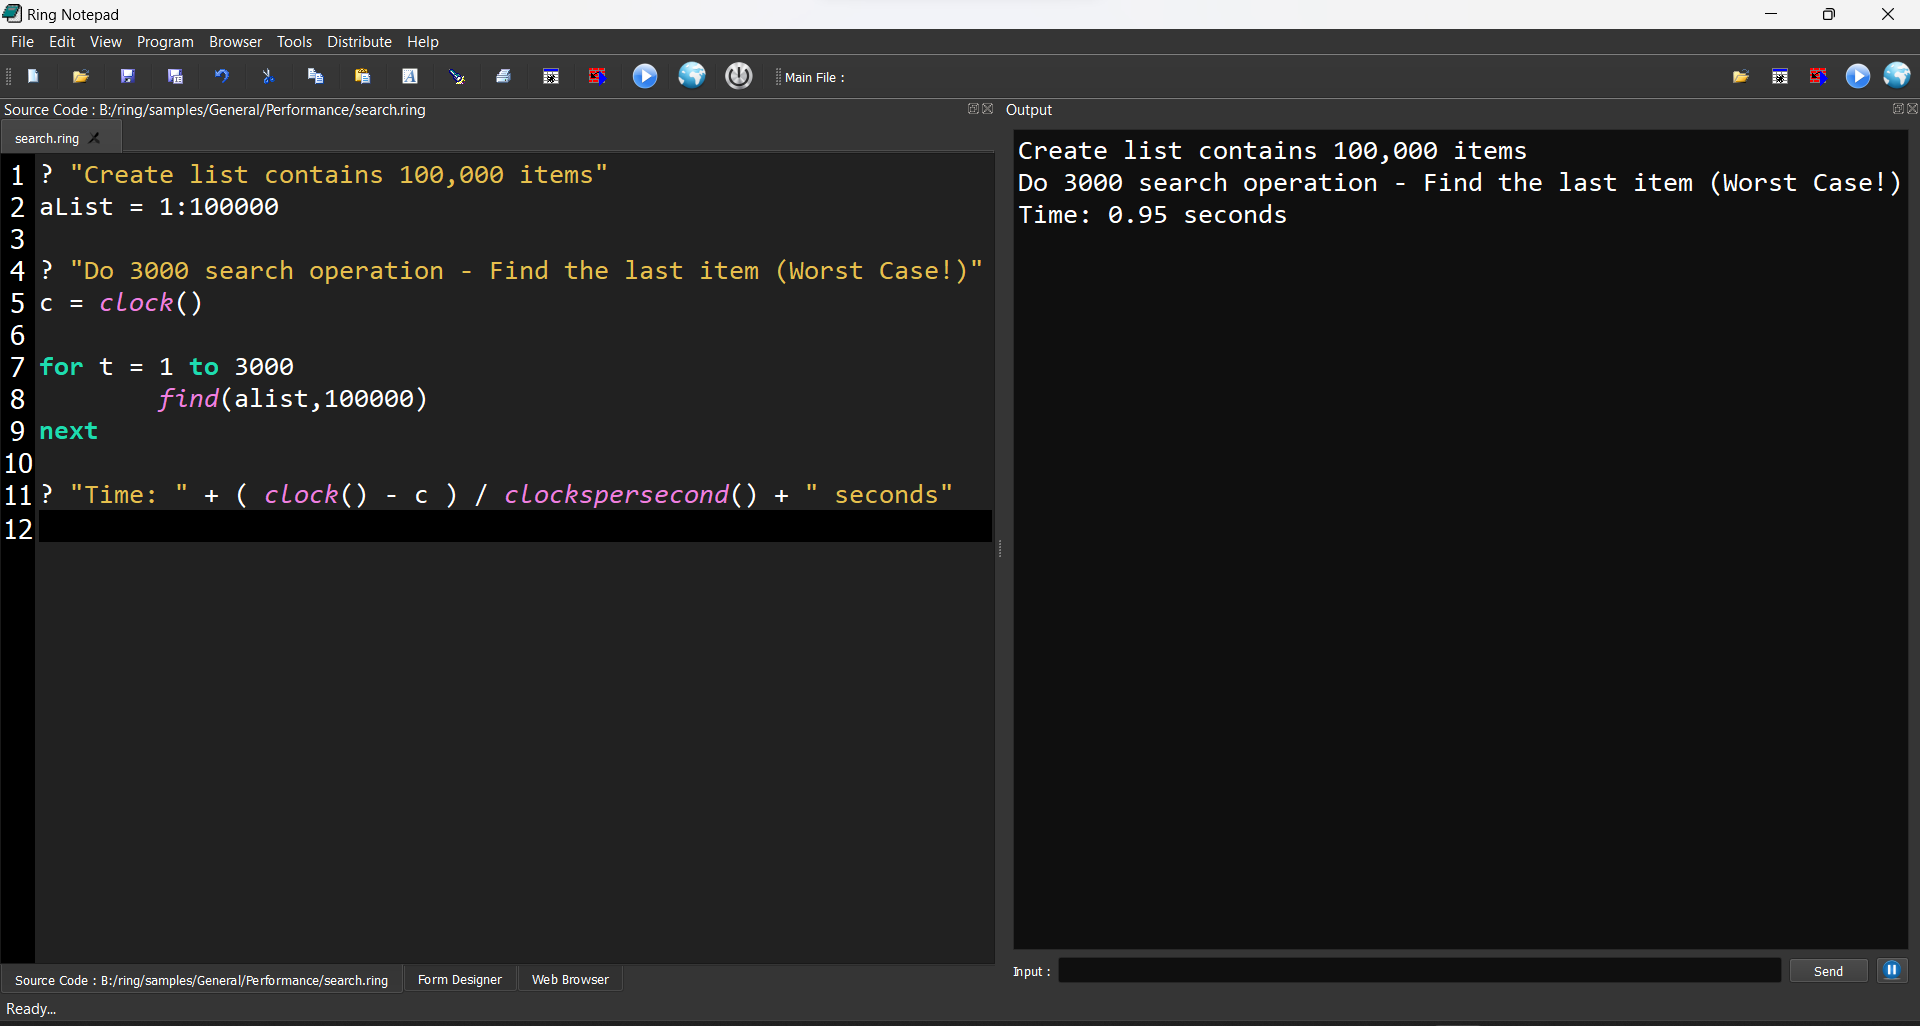 Ring Notepad
File Edit View Program Browser Tools Distribute Help
Main File :
Source Code : B:/ring/samples/General/Performance/search.ring
search.ring
1 ? "Create list contains 100,000 items"
2 aList = 1:100000
3
4 ? "Do 3000 search operation - Find the last item (Worst Case!)"
5 c = clock()
6
7 for t = 1 to 3000
8 find(alist,100000)
9 next
10
11 ? "Time: " + ( clock() - c ) / clockspersecond() + " seconds"
12
Output
Create list contains 100,000 items
Do 3000 search operation - Find the last item (Worst Case!)
Time: 0.95 seconds
Source Code : B:/ring/samples/General/Performance/search.ring Form Designer Web Browser
Input : Send
Ready...